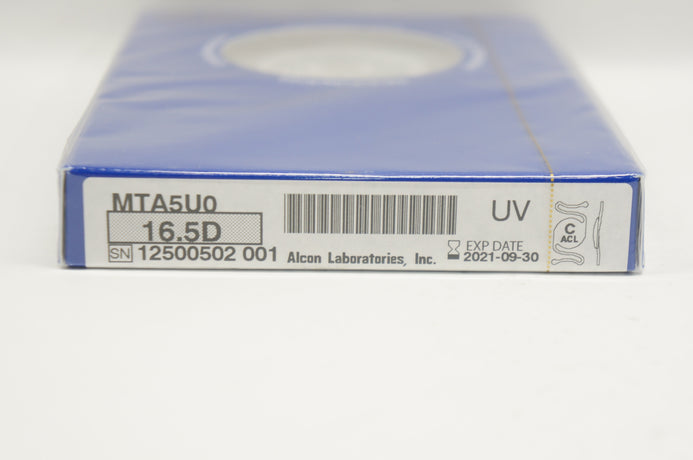 MTA5U0
16.5D
SN 12500502 001
Alcon Laboratories, Inc.
UV
EXP DATE
2021-09-30
C
ACL